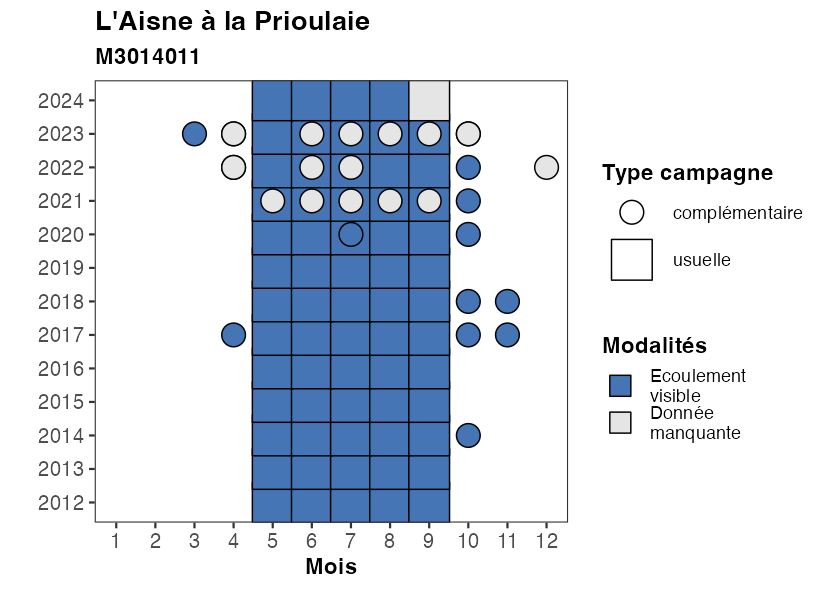 L'Aisne à la Prioulaie
M3014011
2024
2023
2022
2021
2020
2019
2018
2017
2016
2015
2014
2013
2012
1 2 3 4 5 6 7 8 9 10 11 12
Mois
Type campagne
complémentaire
usuelle
Modalités
Ecoulement
visible
Donnée
manquante